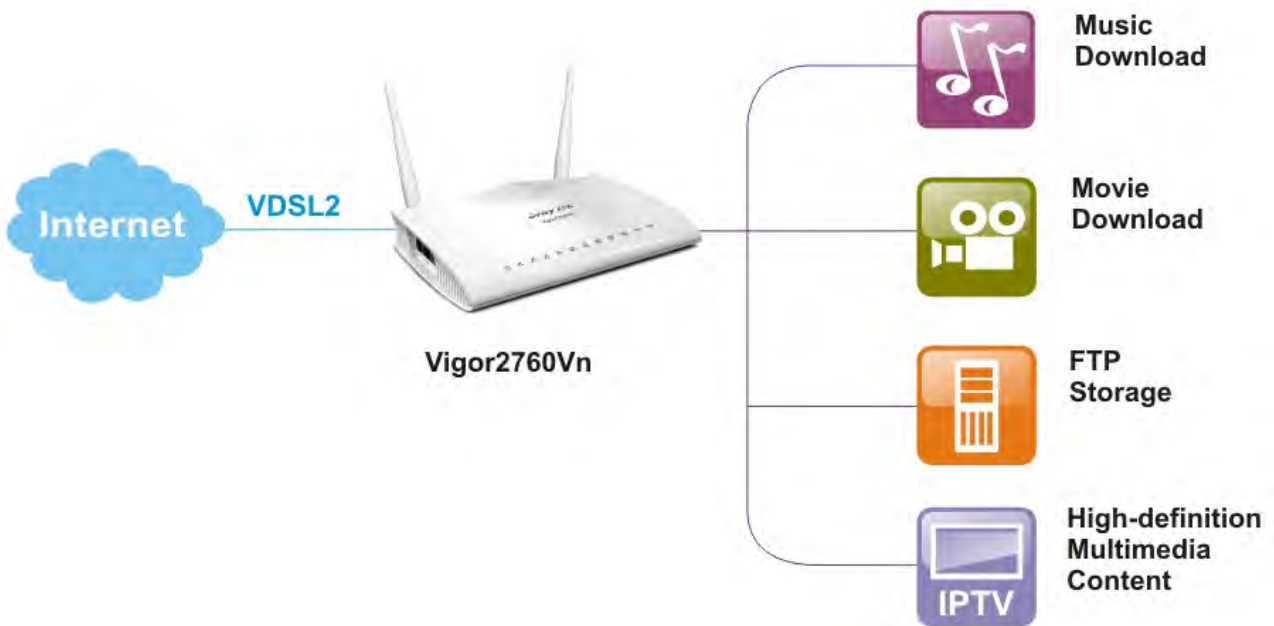 Music
Download
Internet
VDSL2
Movie
Download
Vigor2760Vn
FTP
Storage
High-definition
Multimedia
Content
IPTV